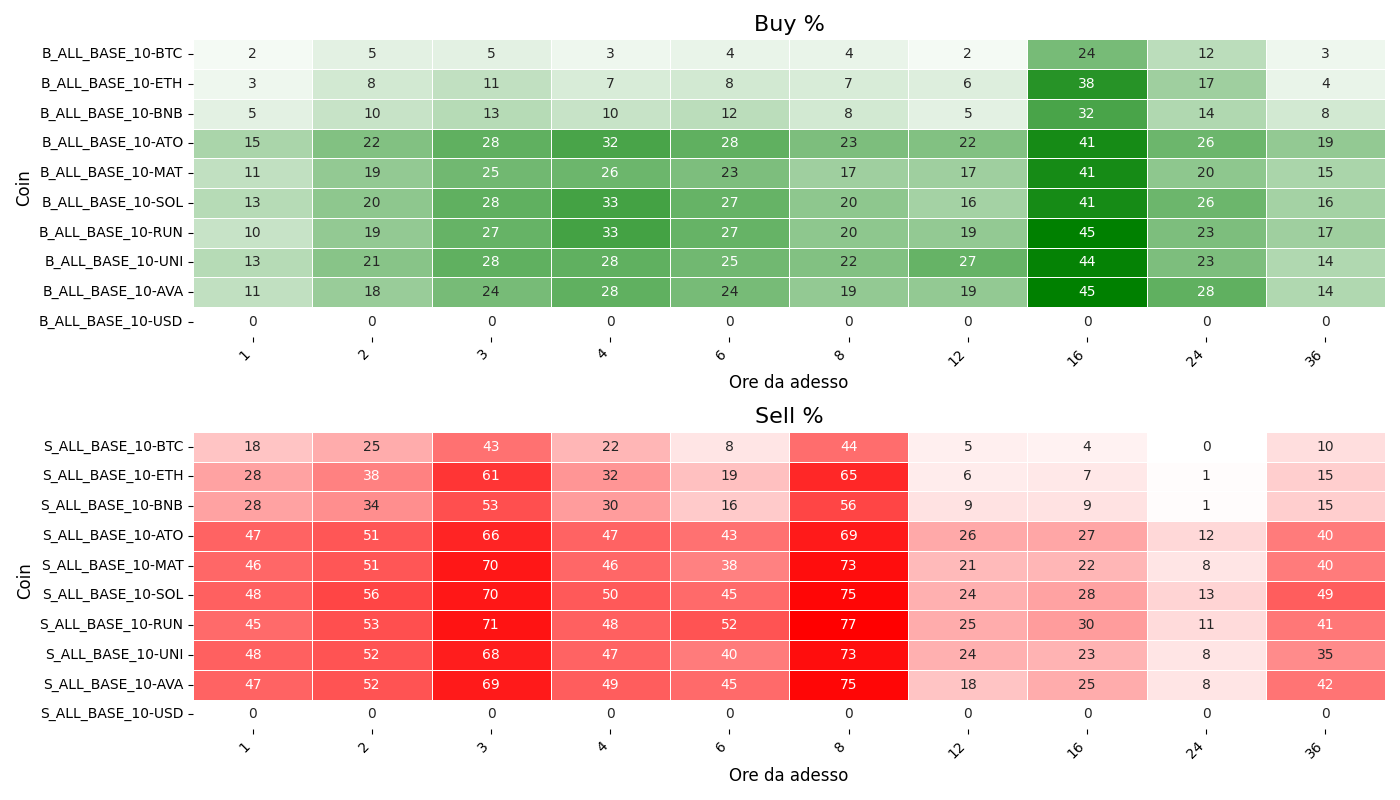 Buy %
Coin
B_ALL_BASE_10-BTC 2 5 5 3 4 4 2 24 12 3
B_ALL_BASE_10-ETH 3 8 11 7 8 7 6 38 17 4
B_ALL_BASE_10-BNB 5 10 13 10 12 8 5 32 14 8
B_ALL_BASE_10-ATO 15 22 28 32 28 23 22 41 26 19
B_ALL_BASE_10-MAT 11 19 25 26 23 17 17 41 20 15
B_ALL_BASE_10-SOL 13 20 28 33 27 20 16 41 26 16
B_ALL_BASE_10-RUN 10 19 27 33 27 20 19 45 23 17
B_ALL_BASE_10-UNI 13 21 28 28 25 22 27 44 23 14
B_ALL_BASE_10-AVA 11 18 24 28 24 19 19 45 28 14
B_ALL_BASE_10-USD 0 0 0 0 0 0 0 0 0 0
1 2 3 4 6 8 12 16 24 36
Ore da adesso
Sell %
Coin
S_ALL_BASE_10-BTC 18 25 43 22 8 44 5 4 0 10
S_ALL_BASE_10-ETH 28 38 61 32 19 65 6 7 1 15
S_ALL_BASE_10-BNB 28 34 53 30 16 56 9 9 1 15
S_ALL_BASE_10-ATO 47 51 66 47 43 69 26 27 12 40
S_ALL_BASE_10-MAT 46 51 70 46 38 73 21 22 8 40
S_ALL_BASE_10-SOL 48 56 70 50 45 75 24 28 13 49
S_ALL_BASE_10-RUN 45 53 71 48 52 77 25 30 11 41
S_ALL_BASE_10-UNI 48 52 68 47 40 73 24 23 8 35
S_ALL_BASE_10-AVA 47 52 69 49 45 75 18 25 8 42
S_ALL_BASE_10-USD 0 0 0 0 0 0 0 0 0 0
1 2 3 4 6 8 12 16 24 36
Ore da adesso